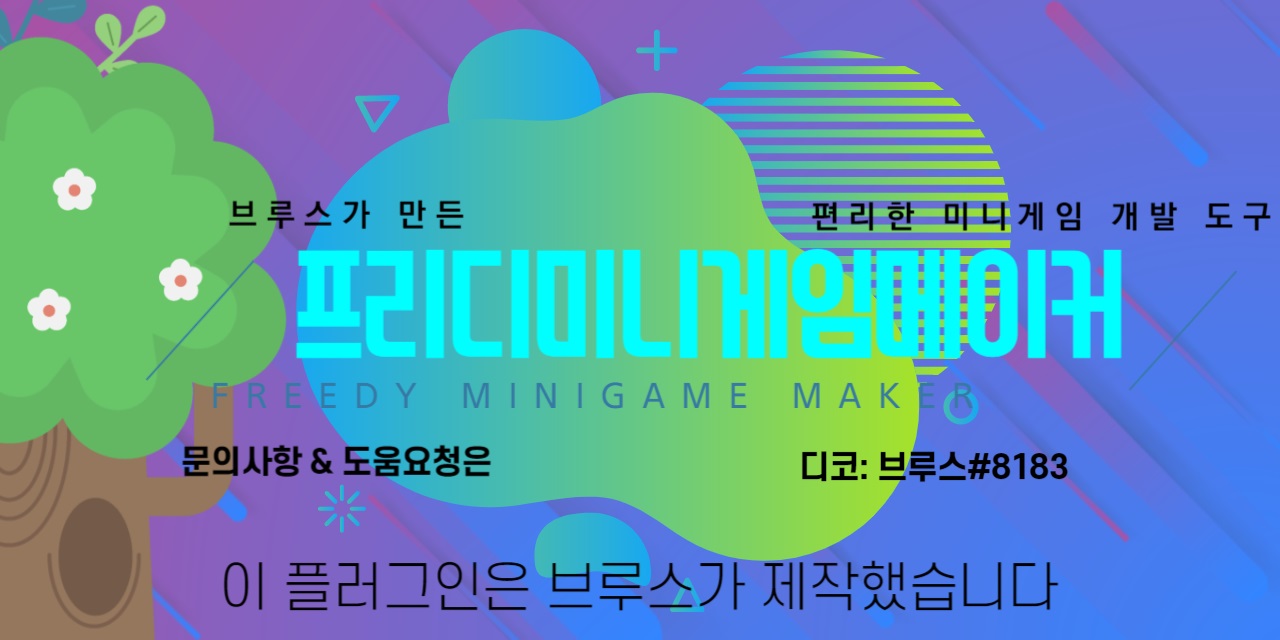 브루스가 만든
편리한 미니게임 개발 도구
프리디미니게임메이커
FREEDY MINIGAME MAKER
문의사항 & 도움요청은
디코: 브루스#8183
이 플러그인은 브루스가 제작했습니다